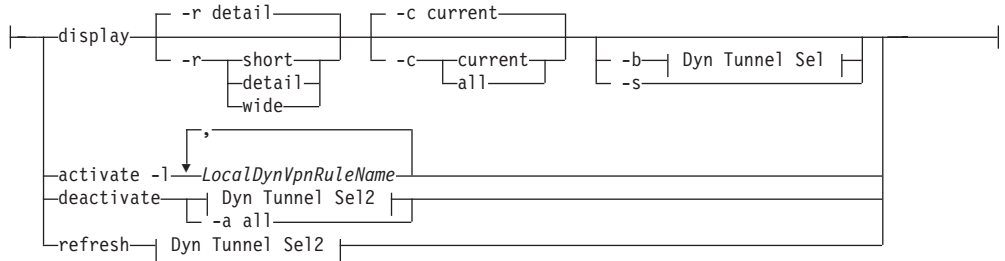 -r detail -c current
display
-r short -c current -b Dyn Tunnel Sel
detail all -s
wide
,
activate -l LocalDynVpnRuleName
deactivate Dyn Tunnel Sel2
-a all
refresh Dyn Tunnel Sel2